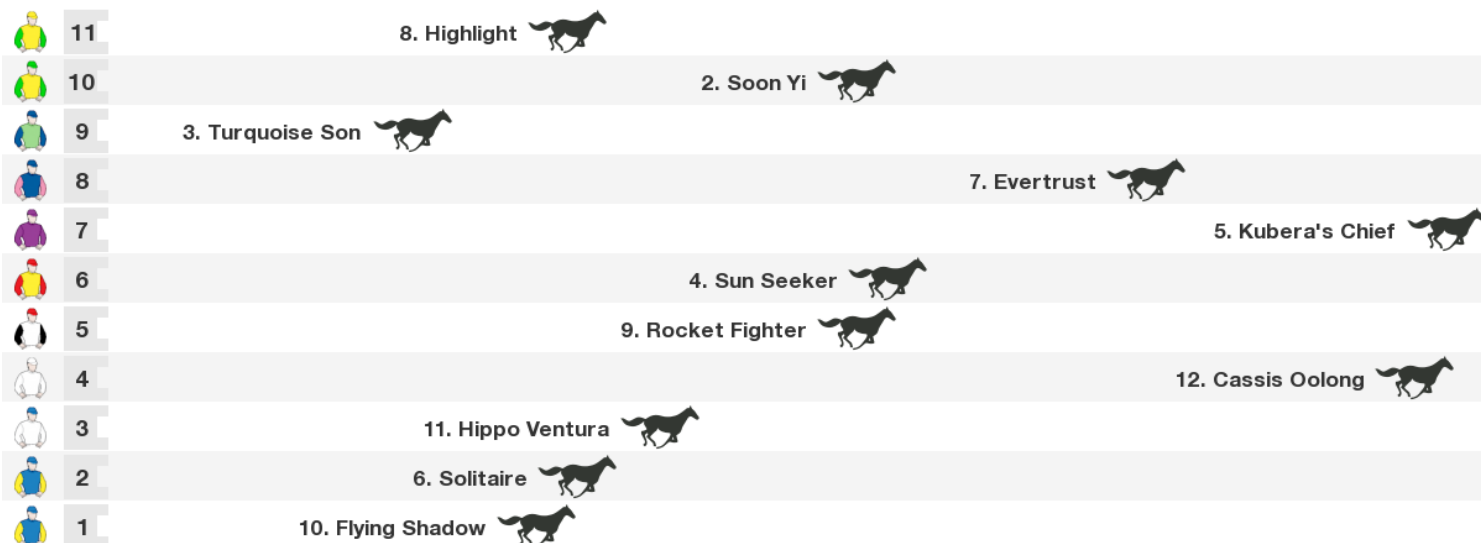 11 8. Highlight
10 2. Soon Yi
9 3. Turquoise Son
8 7. Evertrust
7 5. Kubera's Chief
6 4. Sun Seeker
5 9. Rocket Fighter
4 12. Cassis Oolong
3 11. Hippo Ventura
2 6. Solitaire
1 10. Flying Shadow